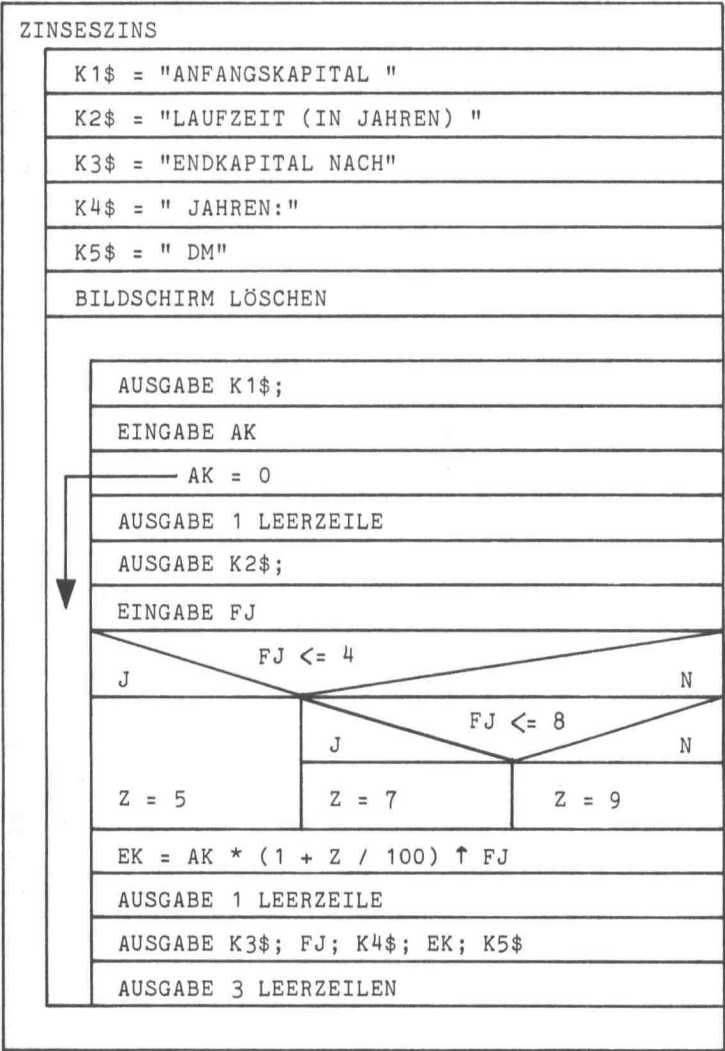 ZINSESZINS
K1$ = "ANFANGSKAPITAL "
K2$ = "LAUFZEIT (IN JAHREN) "
K3$ = "ENDKAPITAL NACH"
K4$ = " JAHREN:"
K5$ = " DM"
BILDSCHIRM LÖSCHEN
AUSGABE K1$;
EINGABE AK
AK = 0
AUSGABE 1 LEERZEILE
AUSGABE K2$;
EINGABE FJ
FJ <= 4
J N
FJ <= 8
J N
Z = 5 Z = 7 Z = 9
EK = AK * (1 + Z / 100) ↑ FJ
AUSGABE 1 LEERZEILE
AUSGABE K3$; FJ; K4$; EK; K5$
AUSGABE 3 LEERZEILEN